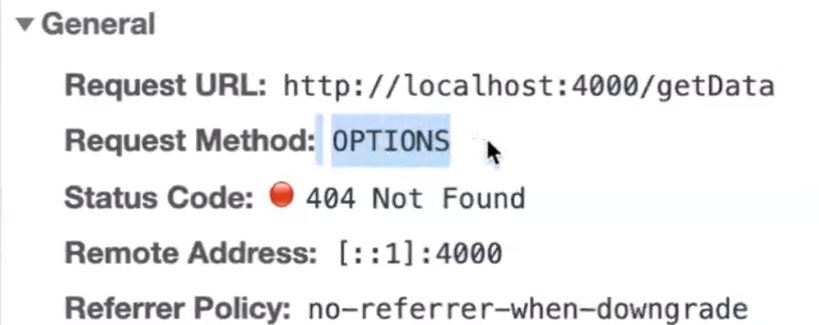 General
Request URL: http://localhost:4000/getData
Request Method: OPTIONS
Status Code: 404 Not Found
Remote Address: [::1]:4000
Referrer Policy: no-referrer-when-downgrade